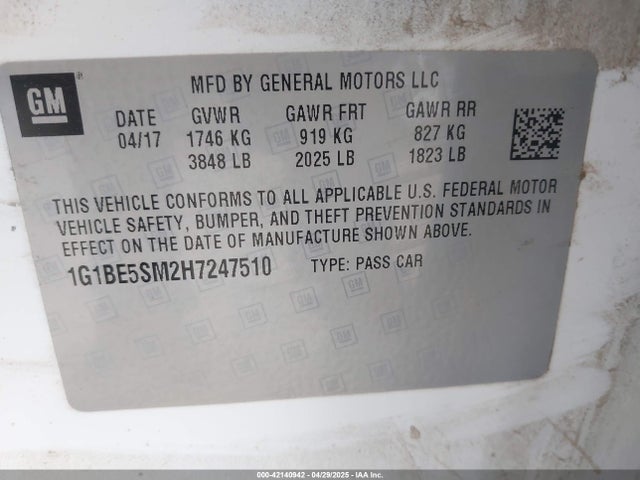 GM
MFD BY GENERAL MOTORS LLC
DATE GVWR GAWR FRT GAWR RR
04/17 1746 KG 919 KG 827 KG
3848 LB 2025 LB 1823 LB
THIS VEHICLE CONFORMS TO ALL APPLICABLE U.S. FEDERAL MOTOR
VEHICLE SAFETY, BUMPER, AND THEFT PREVENTION STANDARDS IN
EFFECT ON THE DATE OF MANUFACTURE SHOWN ABOVE.
1G1BE5SM2H7247510 TYPE: PASS CAR
000-42140942 - 04/29/2025 - Copyright © 2025 IAA, Inc.